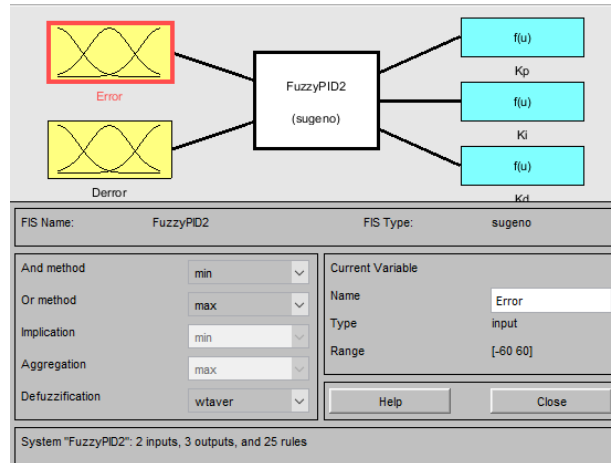 f(u)
Kp
Error
FuzzyPID2
(sugeno)
f(u)
Ki
Derror
f(u)
Kd
FIS Name: FuzzyPID2 FIS Type: sugeno
And method min
Or method max
Implication min
Aggregation max
Defuzzification wtaver
Current Variable
Name Error
Type input
Range [-60 60]
Help Close
System "FuzzyPID2": 2 inputs, 3 outputs, and 25 rules